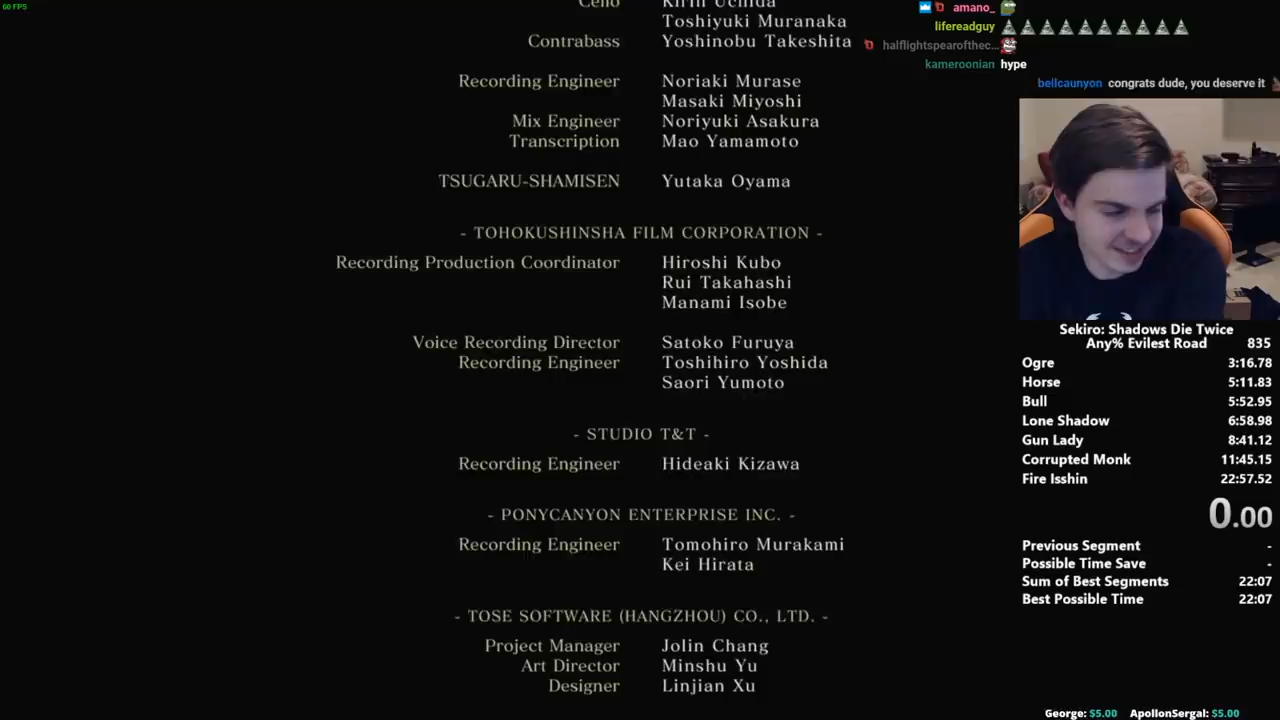 60 FPS
Cello Kirin Uchida
Toshiyuki Muranaka
Contrabass Yoshinobu Takeshita
Recording Engineer Noriaki Murase
Masaki Miyoshi
Mix Engineer Noriyuki Asakura
Transcription Mao Yamamoto
TSUGARU-SHAMISEN Yutaka Oyama
- TOHOKUSHINSHA FILM CORPORATION -
Recording Production Coordinator Hiroshi Kubo
Rui Takahashi
Manami Isobe
Voice Recording Director Satoko Furuya
Recording Engineer Toshihiro Yoshida
Saori Yumoto
- STUDIO T&T -
Recording Engineer Hideaki Kizawa
- PONYCANYON ENTERPRISE INC. -
Recording Engineer Tomohiro Murakami
Kei Hirata
- TOSE SOFTWARE (HANGZHOU) CO., LTD. -
Project Manager Jolin Chang
Art Director Minshu Yu
Designer Linjian Xu
amano_
lifereadguy
halflightspearofthec...
kameroonian hype
bellcaunyon congrats dude, you deserve it
Sekiro: Shadows Die Twice
Any% Evilest Road 835
Ogre 3:16.78
Horse 5:11.83
Bull 5:52.95
Lone Shadow 6:58.98
Gun Lady 8:41.12
Corrupted Monk 11:45.15
Fire Isshin 22:57.52
0.00
Previous Segment -
Possible Time Save -
Sum of Best Segments 22:07
Best Possible Time 22:07
George: $5.00 ApollonSergal: $5.00